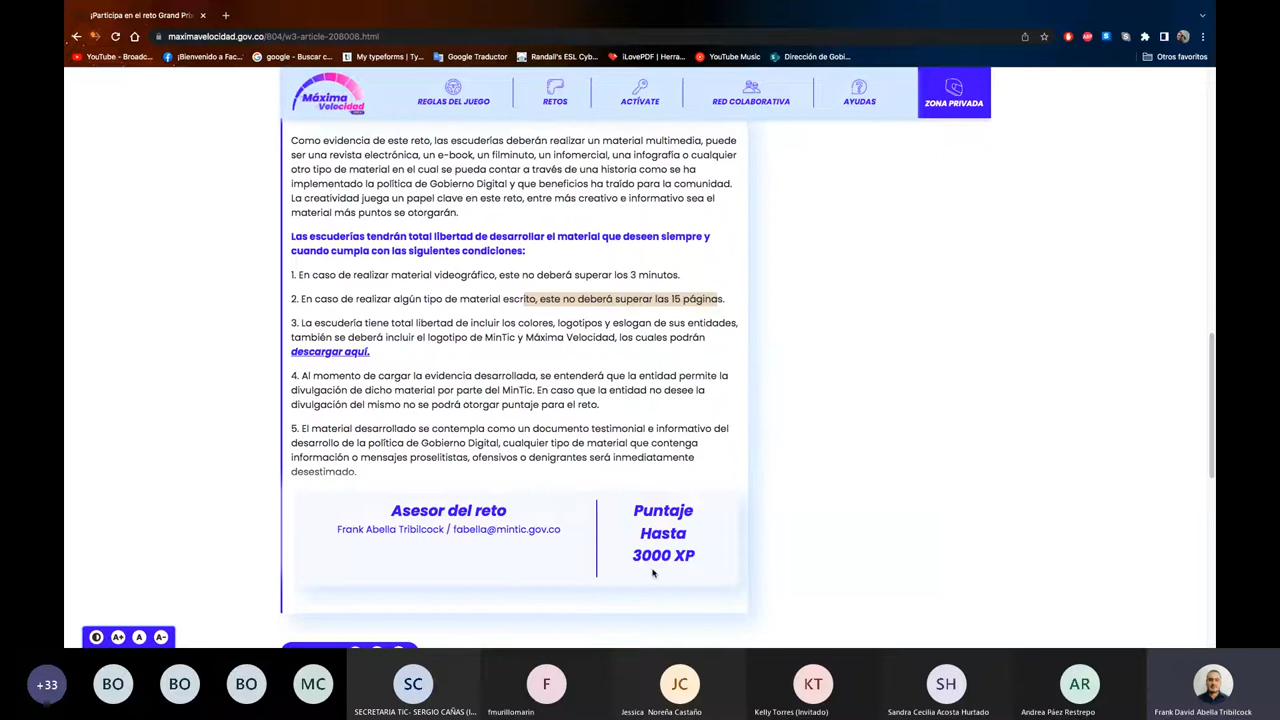 ¡Participa en el reto Grand Pri
maximavelocidad.gov.co/804/w3-article-208008.html
YouTube - Broadc...
¡Bienvenido a Fac...
google - Buscar c...
My typeforms | Ty...
Google Traductor
Randall's ESL Cyb...
iLovePDF | Herra...
YouTube Music
Dirección de Gobi...
Otros favoritos
Máxima
Velocidad
REGLAS DEL JUEGO
RETOS
ACTÍVATE
RED COLABORATIVA
AYUDAS
ZONA PRIVADA
Como evidencia de este reto, las escuderías deberán realizar un material multimedia, puede
ser una revista electrónica, un e-book, un filminuto, un infomercial, una infografía o cualquier
otro tipo de material en el cual se pueda contar a través de una historia como se ha
implementado la política de Gobierno Digital y que beneficios ha traído para la comunidad.
La creatividad juega un papel clave en este reto, entre más creativo e informativo sea el
material más puntos se otorgarán.
Las escuderías tendrán total libertad de desarrollar el material que deseen siempre y
cuando cumpla con las siguientes condiciones:
1. En caso de realizar material videográfico, este no deberá superar los 3 minutos.
2. En caso de realizar algún tipo de material escrito, este no deberá superar las 15 páginas.
3. La escudería tiene total libertad de incluir los colores, logotipos y eslogan de sus entidades,
también se deberá incluir el logotipo de MinTic y Máxima Velocidad, los cuales podrán
descargar aquí.
4. Al momento de cargar la evidencia desarrollada, se entenderá que la entidad permite la
divulgación de dicho material por parte del MinTic. En caso que la entidad no desee la
divulgación del mismo no se podrá otorgar puntaje para el reto.
5. El material desarrollado se contempla como un documento testimonial e informativo del
desarrollo de la política de Gobierno Digital, cualquier tipo de material que contenga
información o mensajes proselitistas, ofensivos o denigrantes será inmediatamente
desestimado.
Asesor del reto
Frank Abella Tribilcock / fabella@mintic.gov.co
Puntaje
Hasta
3000 XP
A+
A
A-
+33
BO
BO
BO
MC
SC
F
JC
KT
SH
AR
SECRETARIA TIC- SERGIO CAÑAS (I...
fmurillomarin
Jessica Noreña Castaño
Kelly Torres (Invitado)
Sandra Cecilia Acosta Hurtado
Andrea Páez Restrepo
Frank David Abella Tribilcock